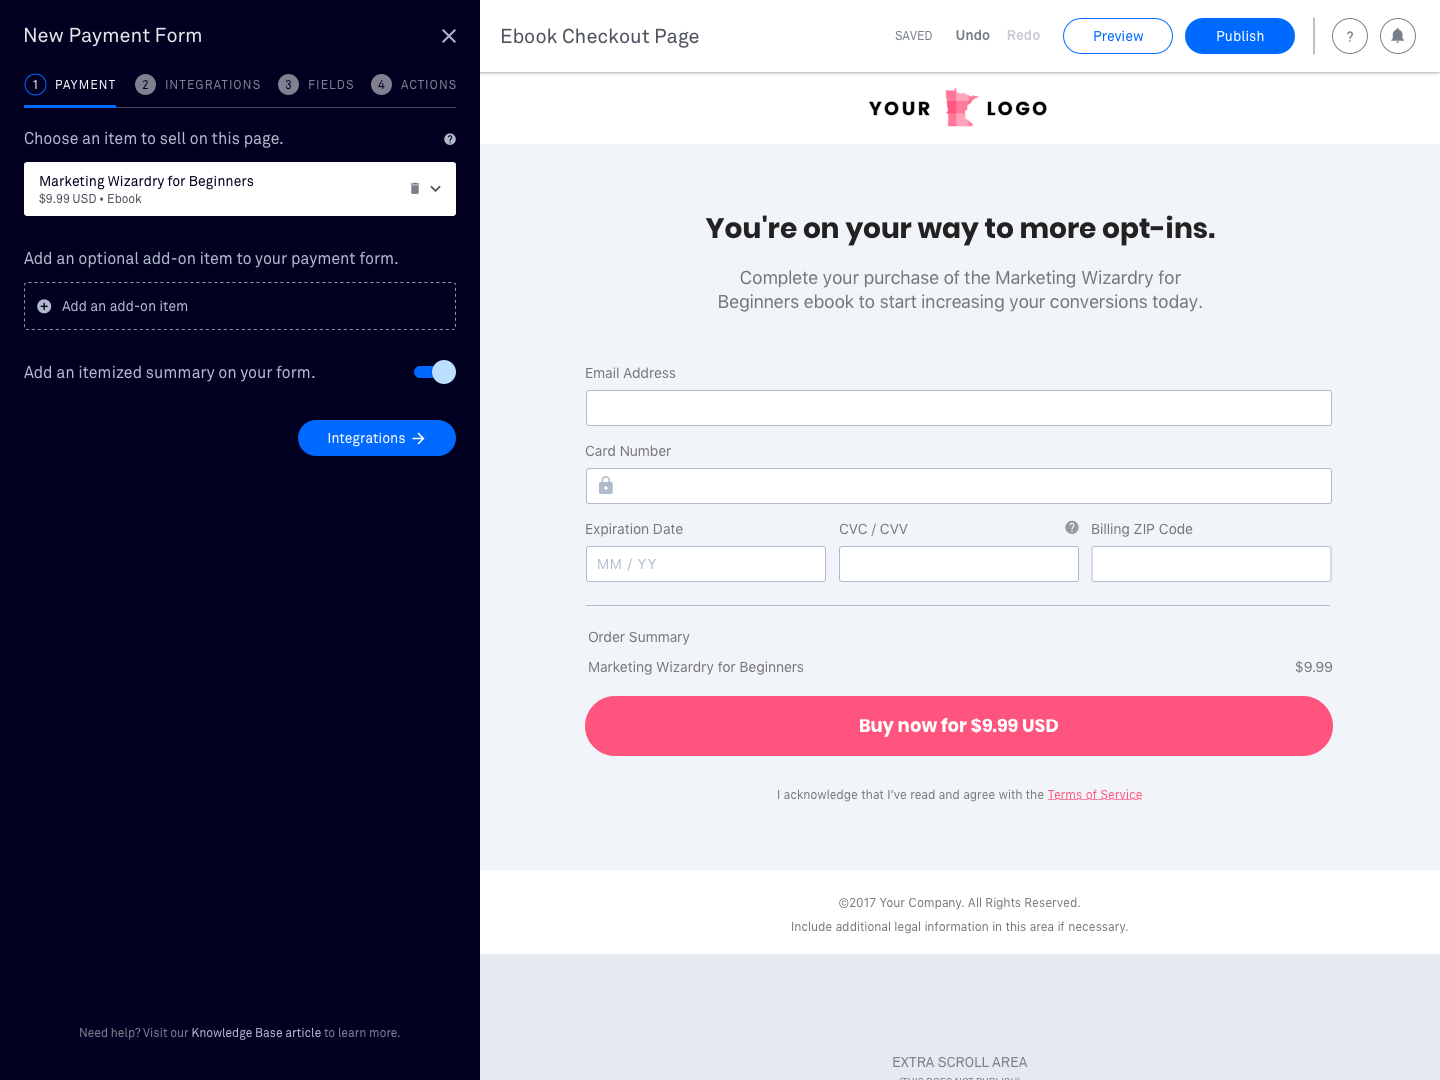 New Payment Form
1 PAYMENT 2 INTEGRATIONS 3 FIELDS 4 ACTIONS
Choose an item to sell on this page.
?
Marketing Wizardry for Beginners
$9.99 USD • Ebook
Add an optional add-on item to your payment form.
Add an add-on item
Add an itemized summary on your form.
Integrations →
Need help? Visit our Knowledge Base article to learn more.
Ebook Checkout Page
SAVED Undo Redo Preview Publish ?
YOUR LOGO
You're on your way to more opt-ins.
Complete your purchase of the Marketing Wizardry for
Beginners ebook to start increasing your conversions today.
Email Address
Card Number
Expiration Date CVC / CVV ? Billing ZIP Code
MM / YY
Order Summary
Marketing Wizardry for Beginners $9.99
Buy now for $9.99 USD
I acknowledge that I've read and agree with the Terms of Service
©2017 Your Company. All Rights Reserved.
Include additional legal information in this area if necessary.
EXTRA SCROLL AREA
(THIS DOES NOT PUBLISH)